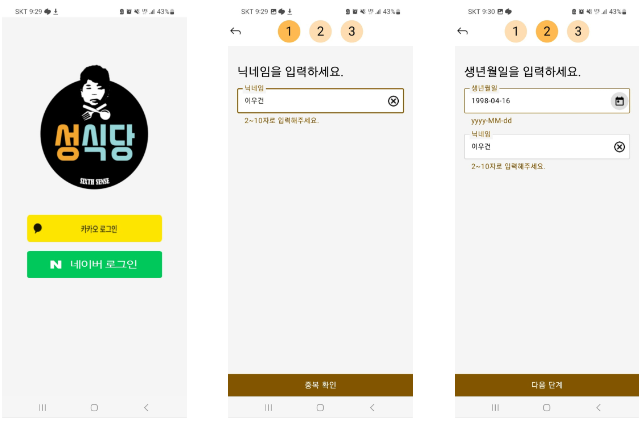 SKT 9:29
43%
성식당
SIXTH SENSE
카카오 로그인
N 네이버 로그인
SKT 9:29
43%
1 2 3
닉네임을 입력하세요.
닉네임
이우건
2~10자로 입력해주세요.
중복 확인
SKT 9:30
43%
1 2 3
생년월일을 입력하세요.
생년월일
1998-04-16
yyyy-MM-dd
닉네임
이우건
2~10자로 입력해주세요.
다음 단계